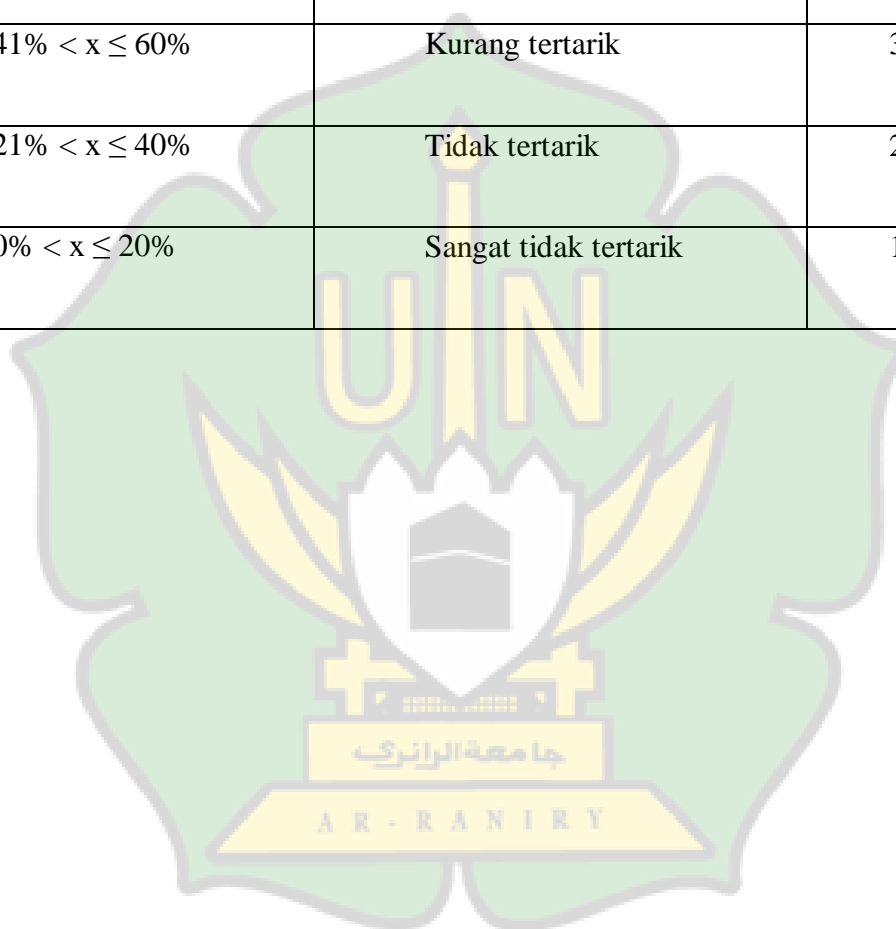 41% < x ≤ 60% Kurang tertarik 3
21% < x ≤ 40% Tidak tertarik 2
0% < x ≤ 20% Sangat tidak tertarik 1
UIN
جامعة الرانري
AR-RANIRY